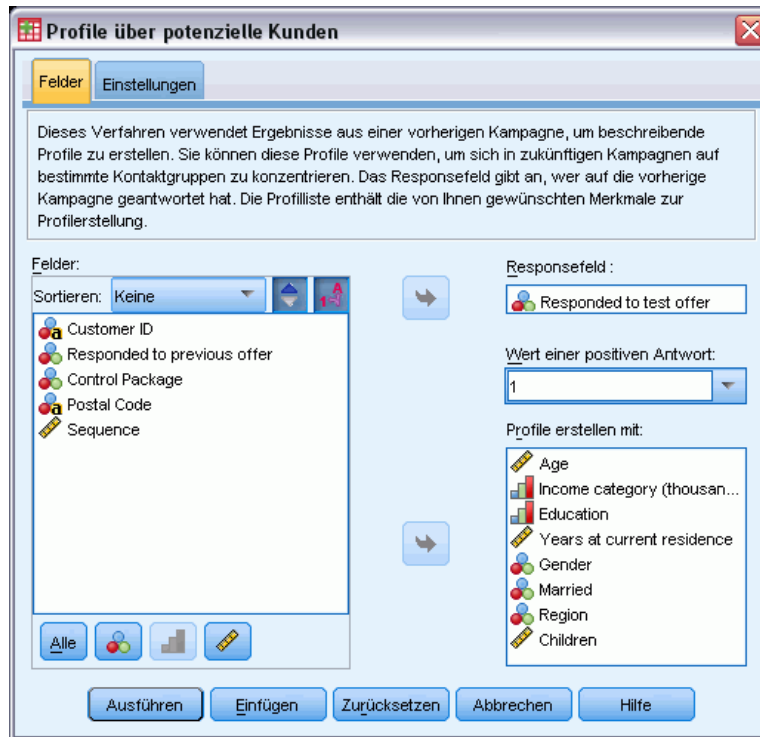 Profile über potenzielle Kunden
Felder
Einstellungen
Dieses Verfahren verwendet Ergebnisse aus einer vorherigen Kampagne, um beschreibende
Profile zu erstellen. Sie können diese Profile verwenden, um sich in zukünftigen Kampagnen auf
bestimmte Kontaktgruppen zu konzentrieren. Das Responsefeld gibt an, wer auf die vorherige
Kampagne geantwortet hat. Die Profilliste enthält die von Ihnen gewünschten Merkmale zur
Profilerstellung.
Felder:
Sortieren: Keine
Customer ID
Responded to previous offer
Control Package
Postal Code
Sequence
Alle
Responsefeld :
Responded to test offer
Wert einer positiven Antwort:
1
Profile erstellen mit:
Age
Income category (thousan...
Education
Years at current residence
Gender
Married
Region
Children
Ausführen
Einfügen
Zurücksetzen
Abbrechen
Hilfe